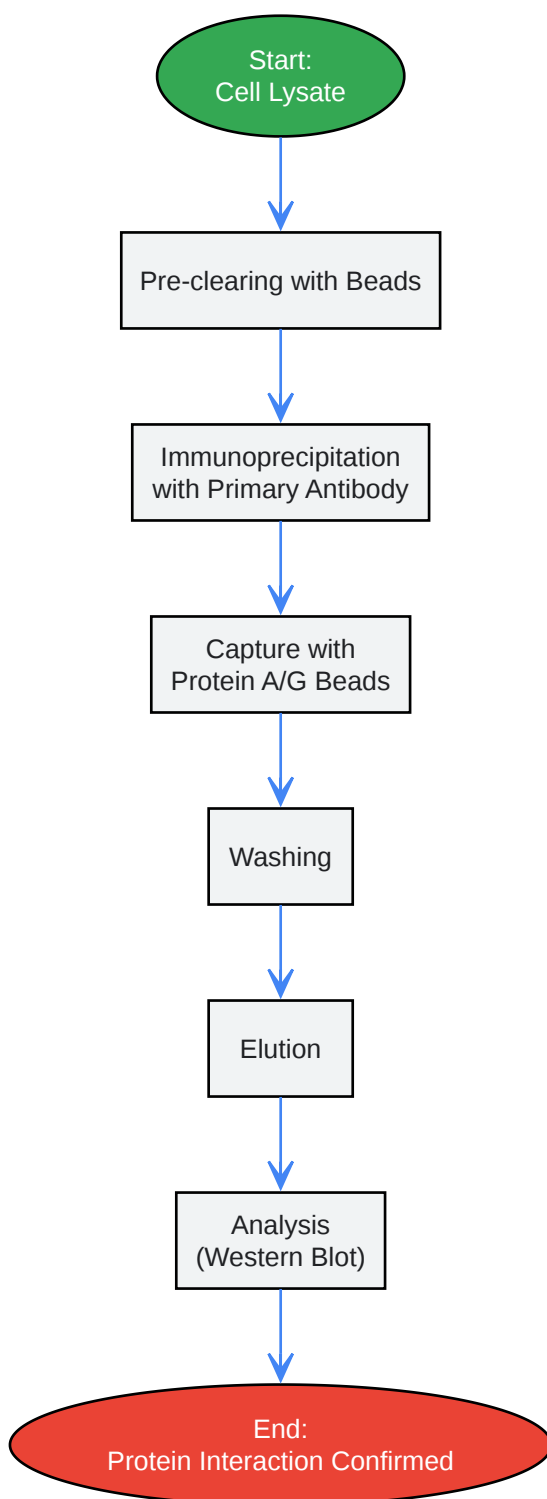 Start:
Cell Lysate
Pre-clearing with Beads
Immunoprecipitation
with Primary Antibody
Capture with
Protein A/G Beads
Washing
Elution
Analysis
(Western Blot)
End:
Protein Interaction Confirmed